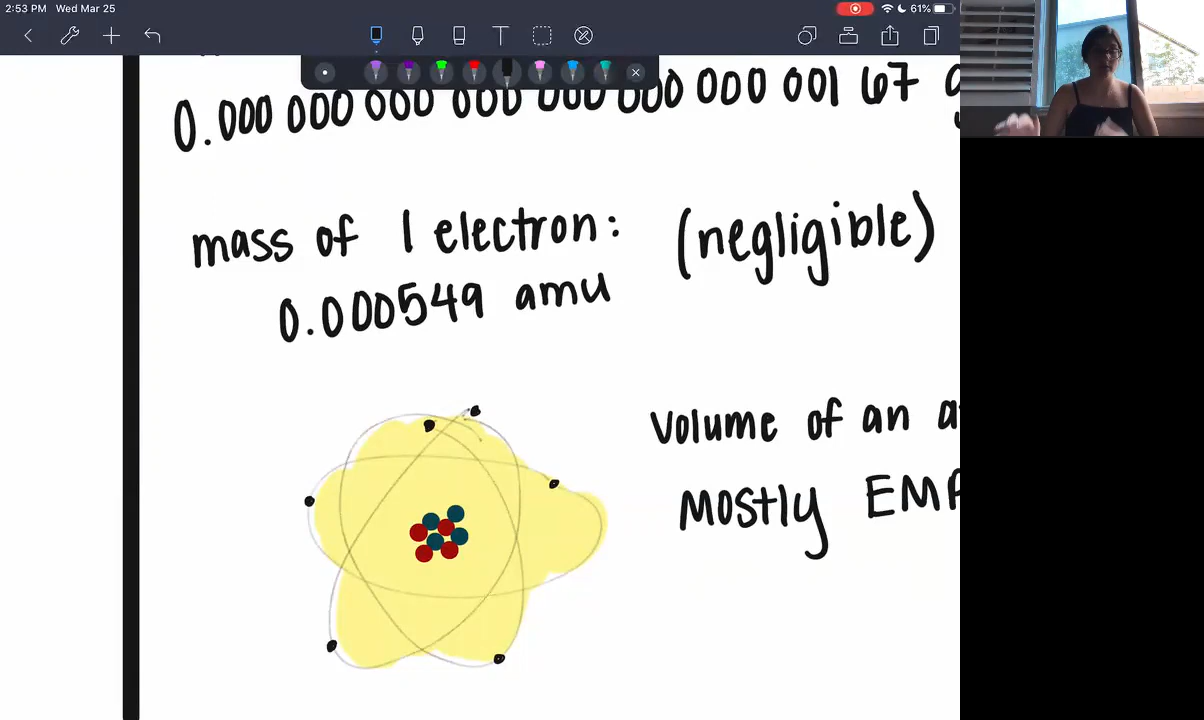 2:53 PM Wed Mar 25
61%
T
0.000 000 000 000 000 000 000 001 67
mass of 1 electron: (negligible)
0.000549 amu
volume of an a
mostly EMP